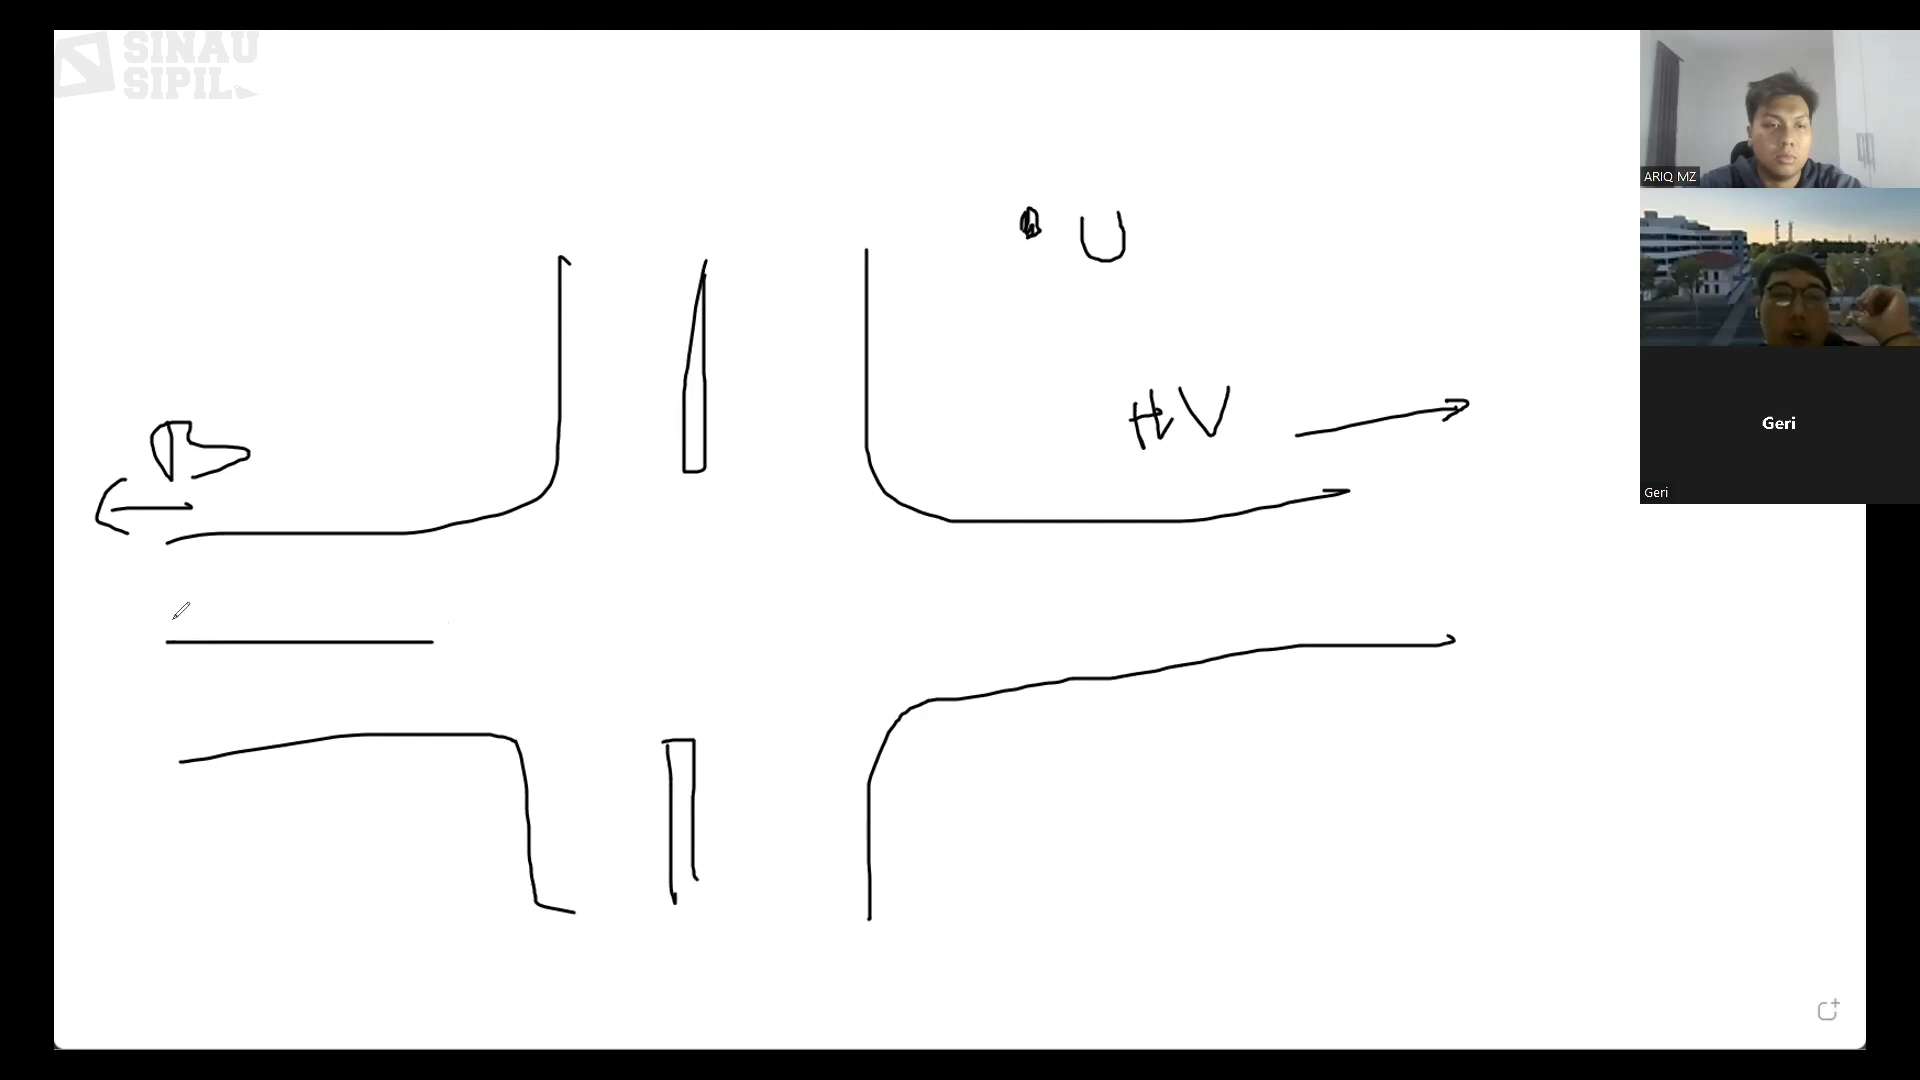 SINAU
SIPIL
ARIQ MZ
U
HV
Geri
Geri